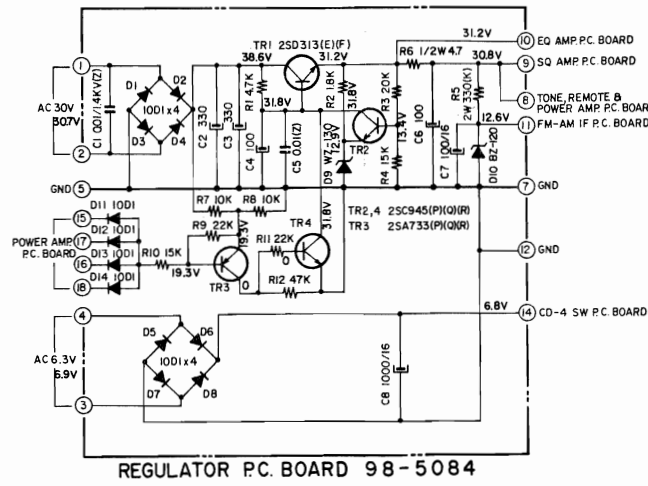 31.2V
10 EQ AMP. P.C. BOARD
TR1 2SD313(E)(F)
38.6V
31.2V
R6 1/2W 4.7
30.8V
9 SQ AMP. P.C. BOARD
1
R1 4.7K
R2 1.8K
31.8V
R3 20K
R5
2W 330(K)
8 TONE, REMOTE &
POWER AMP. P.C. BOARD
D1
D2
10D1x4
D3
D4
AC 30V
30.7V
C1 0.01/1.4KV(Z)
C2 330
C3 330
31.8V
C4 100
C5 0.01(Z)
12.9V
TR2
13.4V
C6 100
12.6V
11 FM-AM IF P.C. BOARD
C7 100/16
D10 BZ-120
2
R4 15K
GND 5
7 GND
D11 10D1
15
R7 10K
R8 10K
TR2,4 2SC945(P)(Q)(R)
TR3 2SA733(P)(Q)(R)
D12 10D1
POWER AMP.
P.C. BOARD
17
R9 22K
19.3V
TR4
31.8V
D13 10D1
16
R10 15K
19.3V
R11 22K
0
12 GND
D14 10D1
18
TR3
0
R12 47K
4
6.8V
14 CD-4 SW P.C. BOARD
D5
D6
AC 6.3V
6.9V
10D1x4
D7
D8
C8 1000/16
3
REGULATOR P.C. BOARD 98-5084